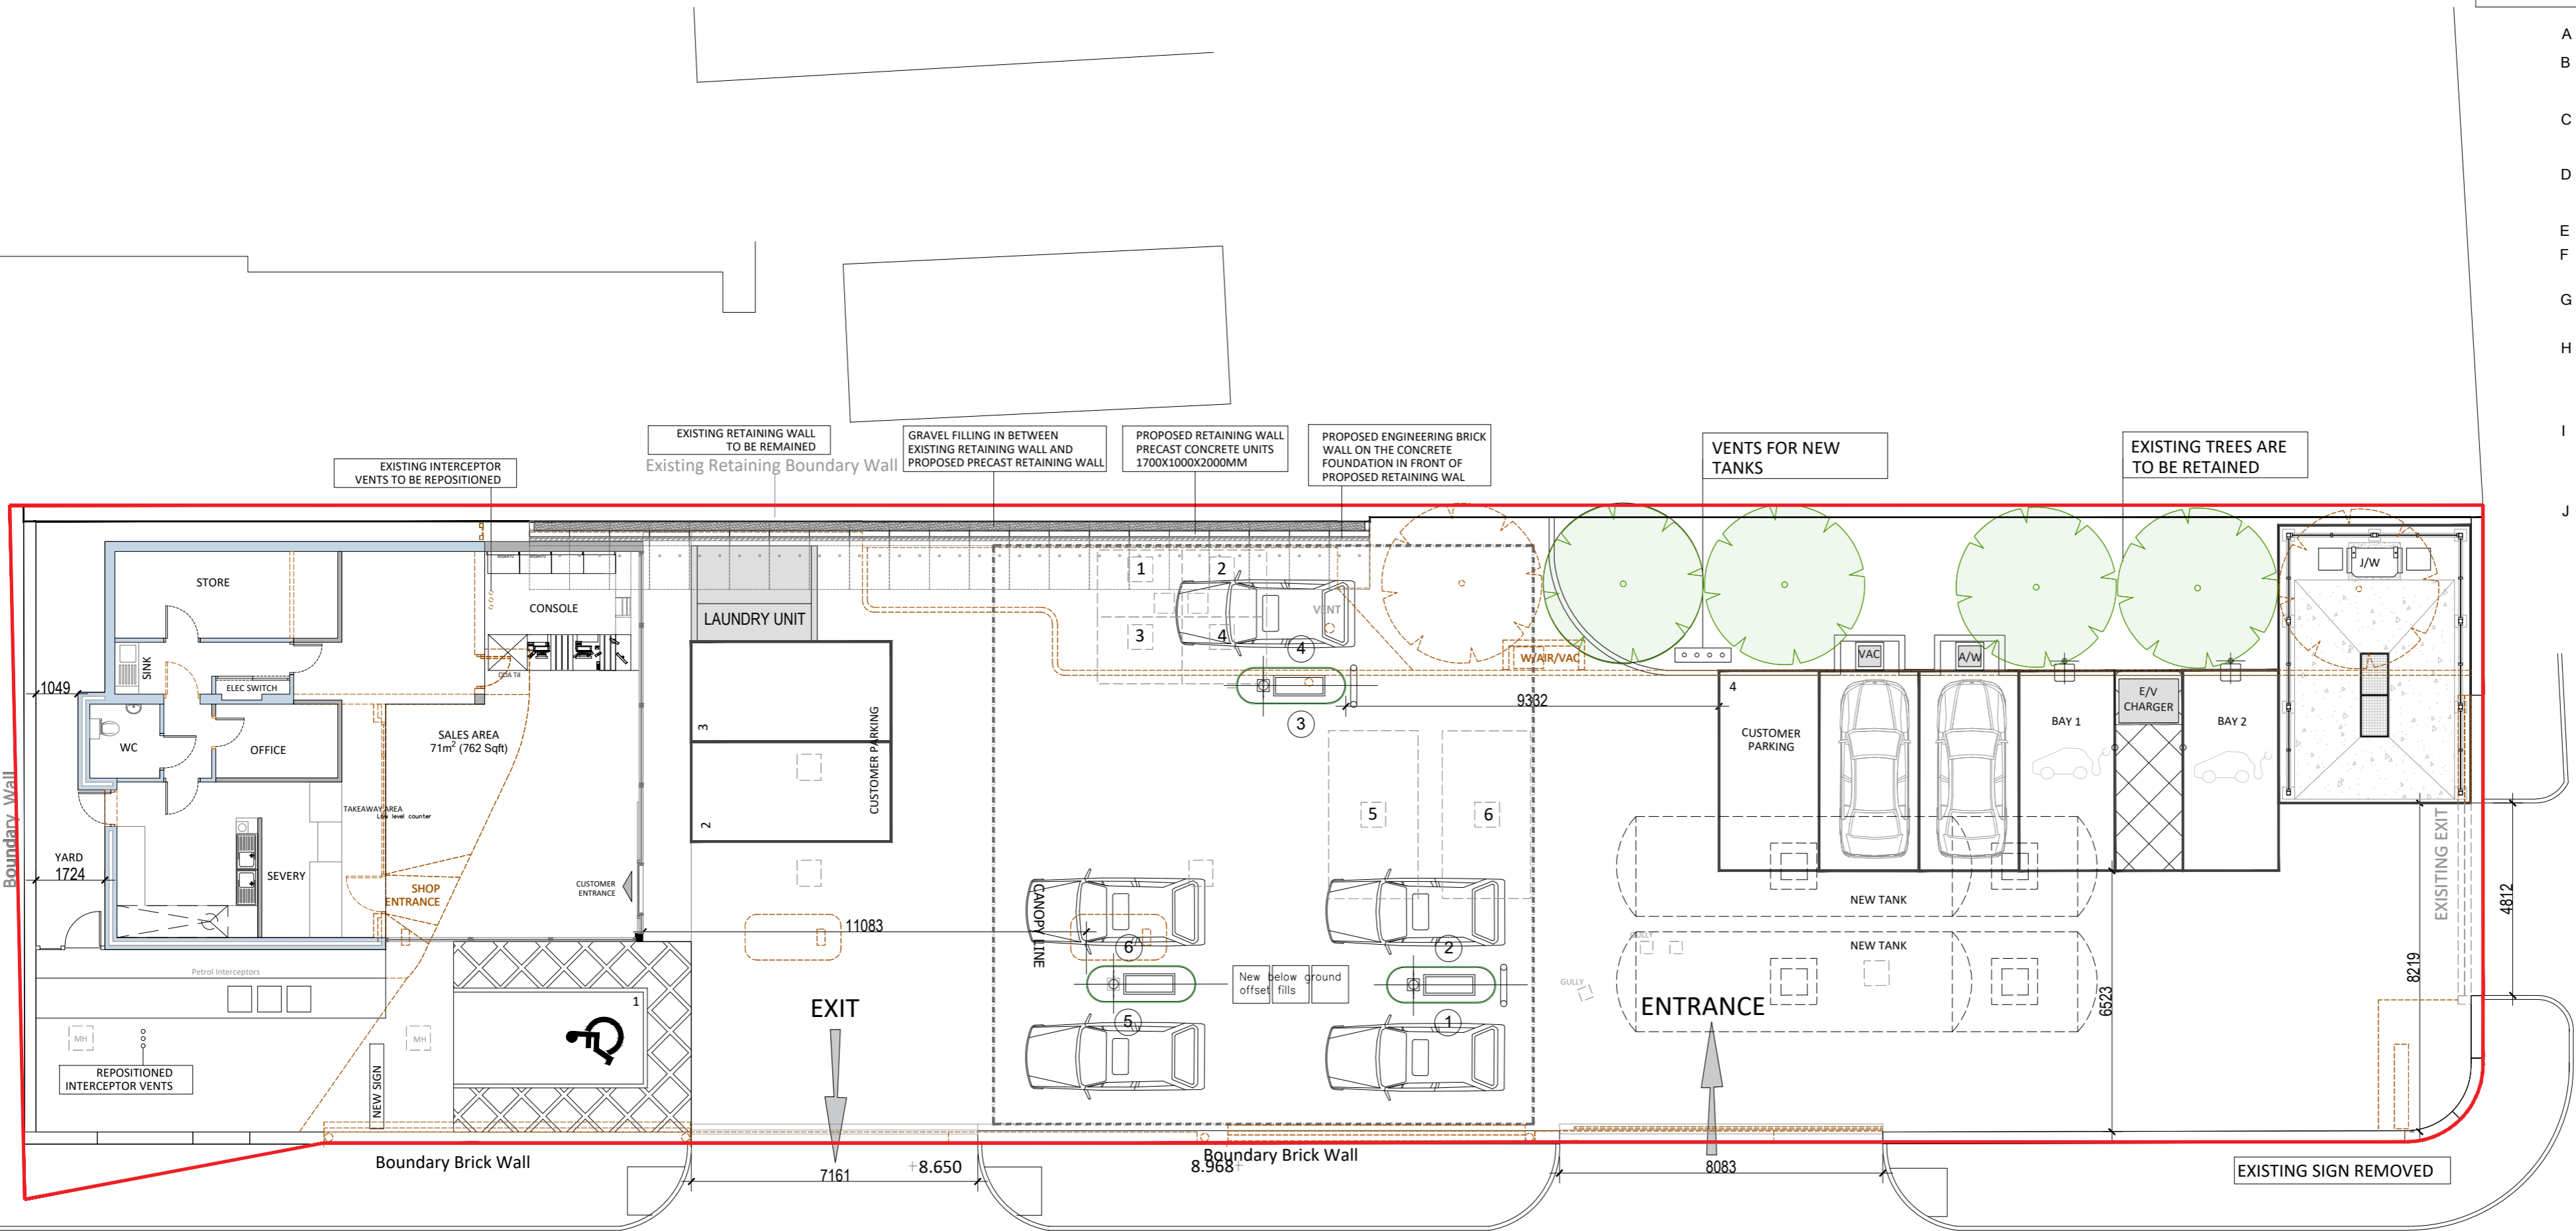 A
B
C
D
E
F
G
H
I
J
EXISTING INTERCEPTOR
VENTS TO BE REPOSITIONED
EXISTING RETAINING WALL
TO BE REMAINED
Existing Retaining Boundary Wall
GRAVEL FILLING IN BETWEEN
EXISTING RETAINING WALL AND
PROPOSED PRECAST RETAINING WALL
PROPOSED RETAINING WALL
PRECAST CONCRETE UNITS
1700X1000X2000MM
PROPOSED ENGINEERING BRICK
WALL ON THE CONCRETE
FOUNDATION IN FRONT OF
PROPOSED RETAINING WAL
VENTS FOR NEW
TANKS
EXISTING TREES ARE
TO BE RETAINED
STORE
CONSOLE
SINK
ELEC SWITCH
DDA Till
1049
WC
OFFICE
SALES AREA
71m² (762 Sqft)
TAKEAWAY AREA
Low level counter
Boundary Wall
YARD
1724
SEVERY
SHOP
ENTRANCE
CUSTOMER
ENTRANCE
Petrol Interceptors
MH
MH
REPOSITIONED
INTERCEPTOR VENTS
NEW SIGN
1
LAUNDRY UNIT
3
2
CUSTOMER PARKING
11083
EXIT
CANOPY LINE
1
2
3
4
VENT
4
3
W/AIR/VAC
9332
5
6
6
5
2
1
New below ground
offset fills
VAC
A/W
J/W
4
CUSTOMER
PARKING
BAY 1
E/V
CHARGER
BAY 2
NEW TANK
NEW TANK
GULLY
GULLY
ENTRANCE
6523
8219
4812
EXISITING EXIT
Boundary Brick Wall
7161
8.650
8.968
Boundary Brick Wall
8083
EXISTING SIGN REMOVED